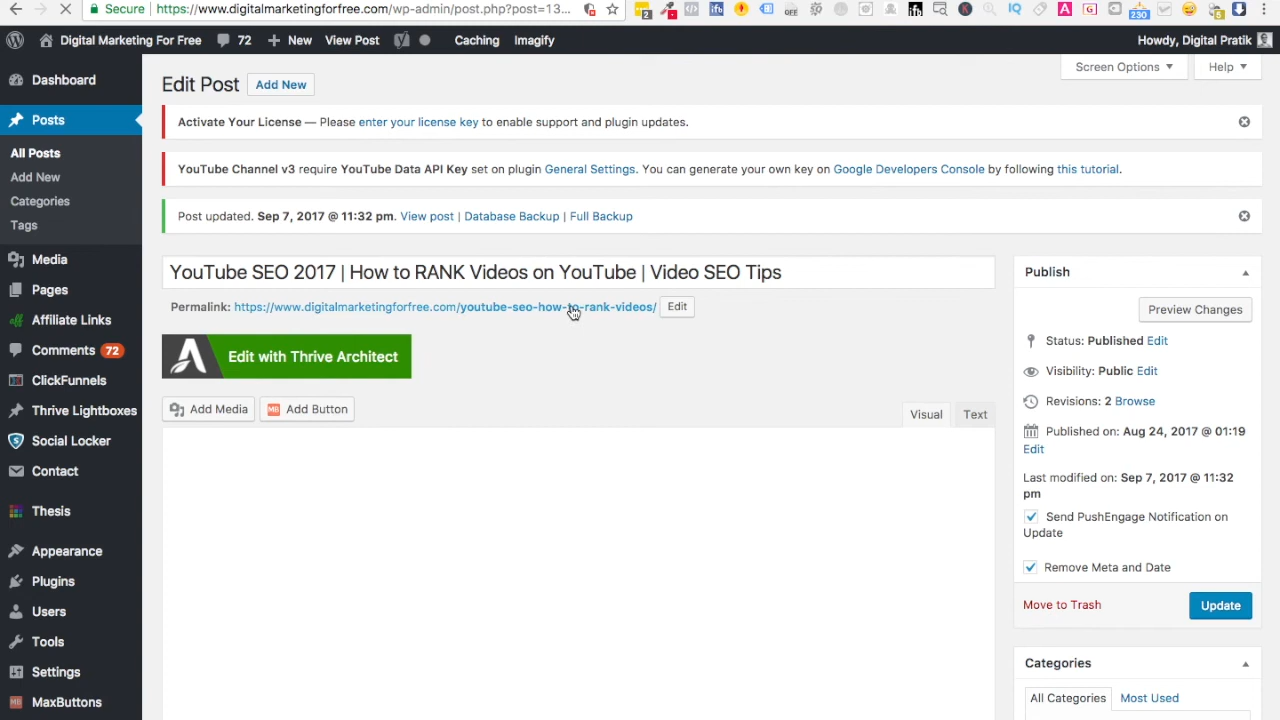 Secure https://www.digitalmarketingforfree.com/wp-admin/post.php?post=13...
Digital Marketing For Free 72 New View Post Caching Imagify Howdy, Digital Pratik
Screen Options Help
Dashboard
Posts
All Posts
Add New
Categories
Tags
Media
Pages
Affiliate Links
Comments 72
ClickFunnels
Thrive Lightboxes
Social Locker
Contact
Thesis
Appearance
Plugins
Users
Tools
Settings
MaxButtons
Edit Post Add New
Activate Your License — Please enter your license key to enable support and plugin updates.
YouTube Channel v3 require YouTube Data API Key set on plugin General Settings. You can generate your own key on Google Developers Console by following this tutorial.
Post updated. Sep 7, 2017 @ 11:32 pm. View post | Database Backup | Full Backup
YouTube SEO 2017 | How to RANK Videos on YouTube | Video SEO Tips
Permalink: https://www.digitalmarketingforfree.com/youtube-seo-how-to-rank-videos/ Edit
Edit with Thrive Architect
Add Media MB Add Button
Visual Text
Publish
Preview Changes
Status: Published Edit
Visibility: Public Edit
Revisions: 2 Browse
Published on: Aug 24, 2017 @ 01:19
Edit
Last modified on: Sep 7, 2017 @ 11:32
pm
Send PushEngage Notification on
Update
Remove Meta and Date
Move to Trash Update
Categories
All Categories Most Used